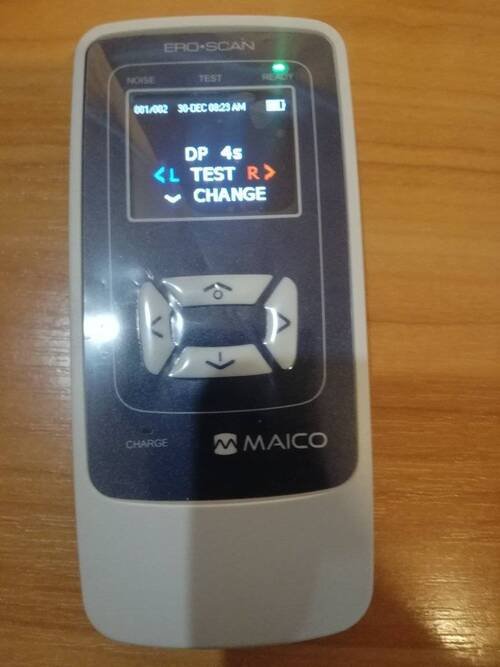 ERO•SCAN
NOISE TEST READY
001/002 30-DEC 08:23 AM
DP 4s
<L TEST R>
CHANGE
CHARGE MAICO